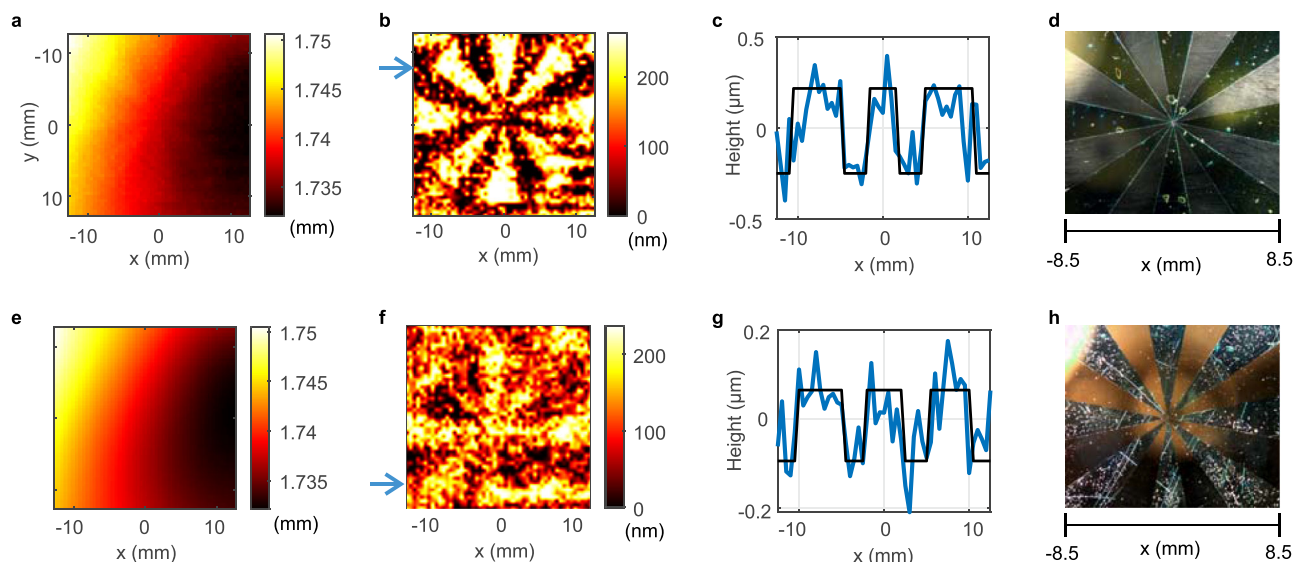 a
-10
0
10
y (mm)
-10 0 10
x (mm)
1.75
1.745
1.74
1.735
(mm)
b
-10 0 10
x (mm)
200
100
0
(nm)
c
0.5
0
-0.5
Height (µm)
-10 0 10
x (mm)
d
-8.5 x (mm) 8.5
e
-10 0 10
x (mm)
1.75
1.745
1.74
1.735
(mm)
f
-10 0 10
x (mm)
200
100
0
(nm)
g
0.2
0
-0.2
Height (µm)
-10 0 10
x (mm)
h
-8.5 x (mm) 8.5